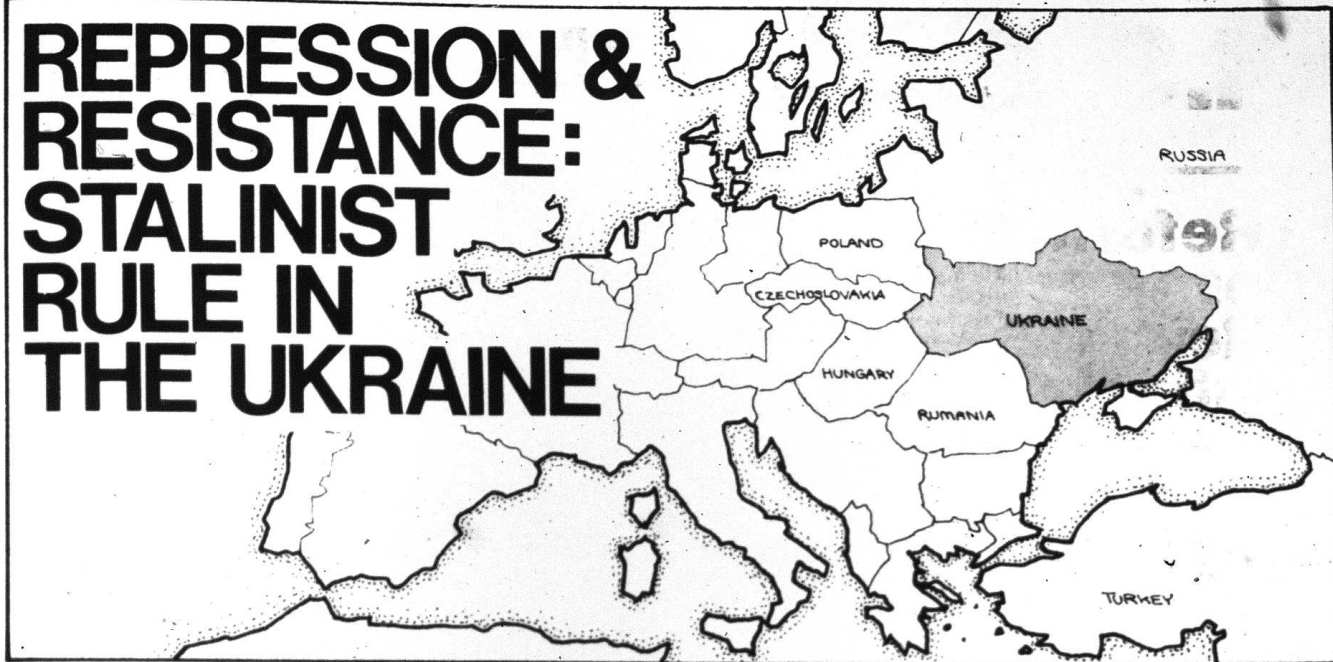 REPRESSION &
RESISTANCE:
STALINIST
RULE IN
THE UKRAINE
RUSSIA
POLAND
CZECHOSLOVAKIA
UKRAINE
HUNGARY
RUMANIA
TURKEY